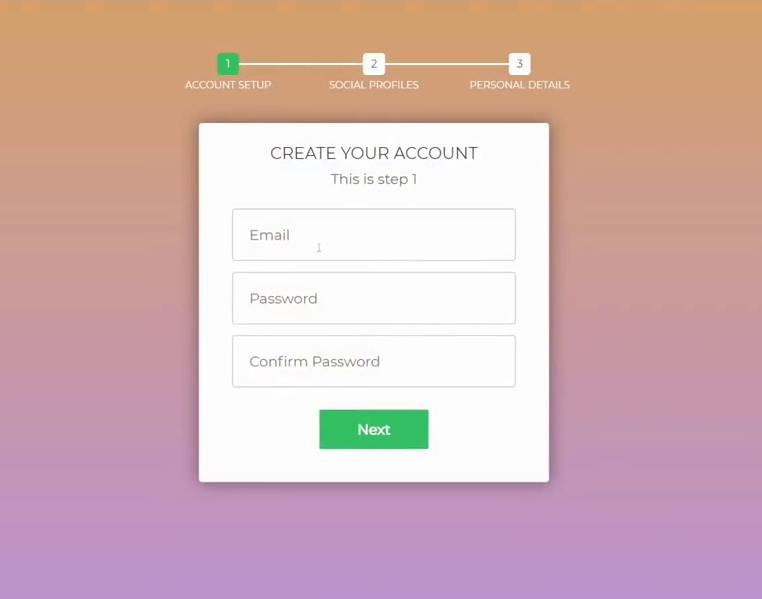 1 2 3
ACCOUNT SETUP SOCIAL PROFILES PERSONAL DETAILS
CREATE YOUR ACCOUNT
This is step 1
Email
Password
Confirm Password
Next